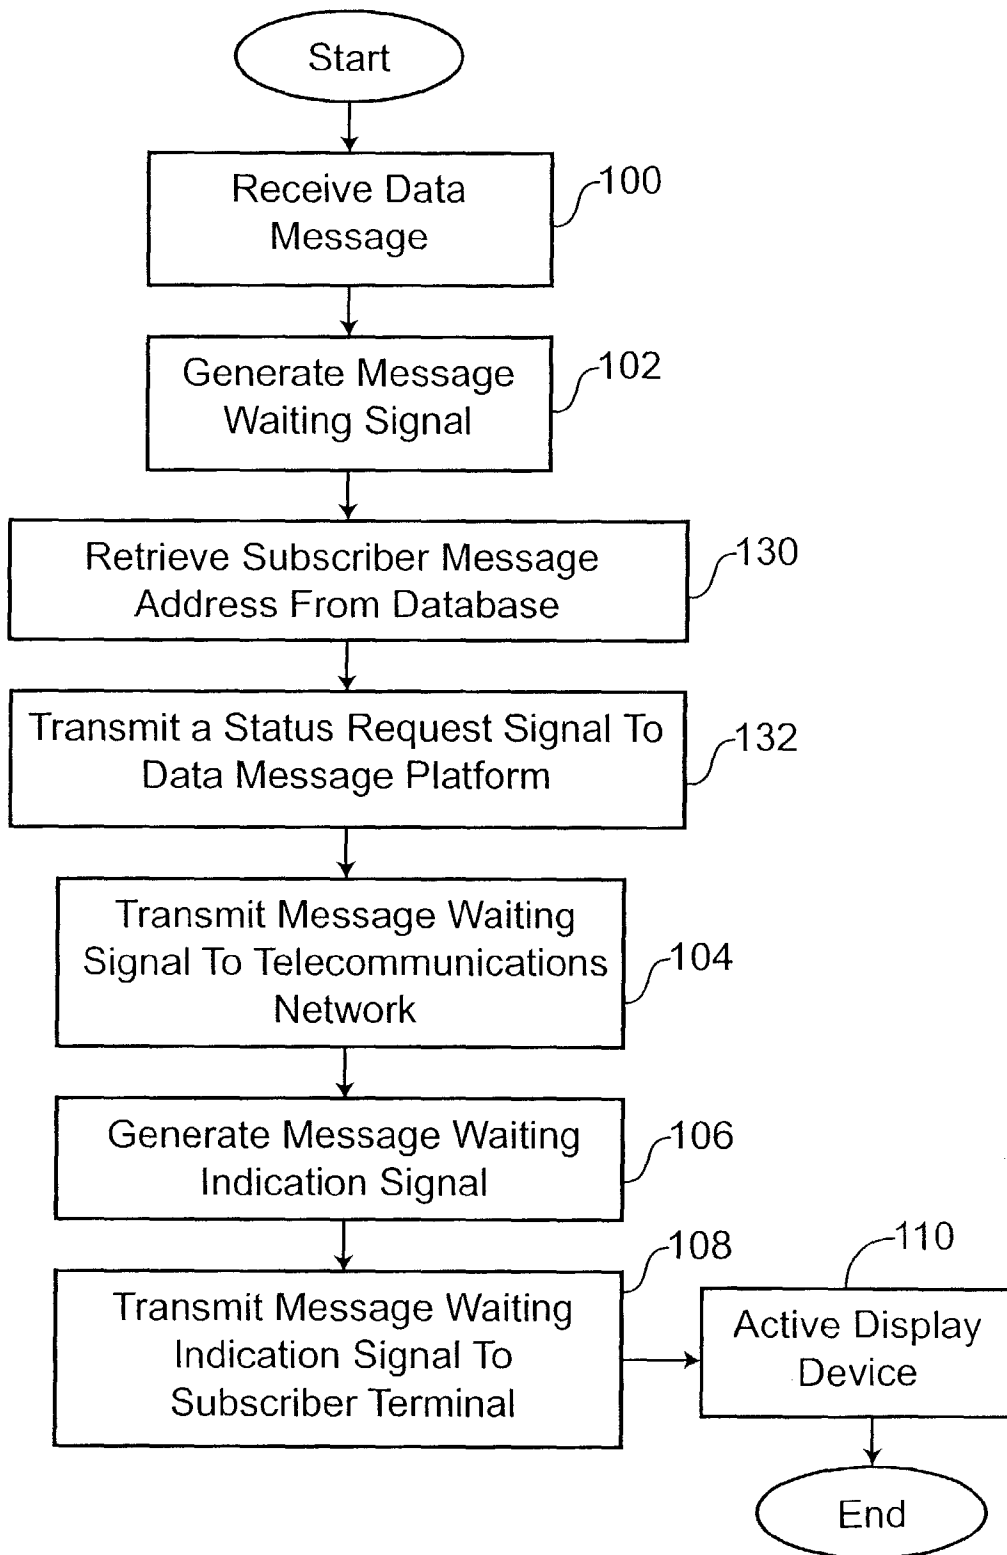 Start
Receive Data
Message
100
Generate Message
Waiting Signal
102
Retrieve Subscriber Message
Address From Database
130
Transmit a Status Request Signal To
Data Message Platform
132
Transmit Message Waiting
Signal To Telecommunications
Network
104
Generate Message Waiting
Indication Signal
106
Transmit Message Waiting
Indication Signal To
Subscriber Terminal
108
Active Display
Device
110
End